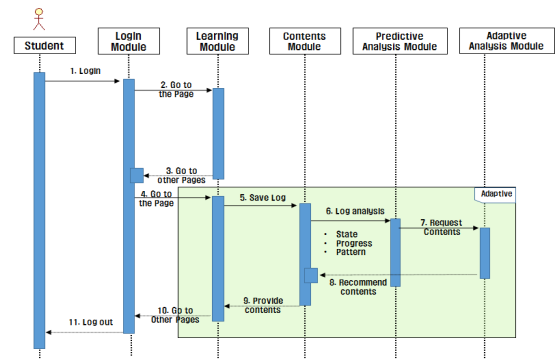 Student
Login
Module
Learning
Module
Contents
Module
Predictive
Analysis Module
Adaptive
Analysis Module
1. Login
2. Go to
the Page
3. Go to
other Pages
4. Go to
the Page
Adaptive
5. Save Log
6. Log analysis
• State
• Progress
• Pattern
7. Request
Contents
8. Recommend
contents
9. Provide
contents
10. Go to
Other Pages
11. Log out